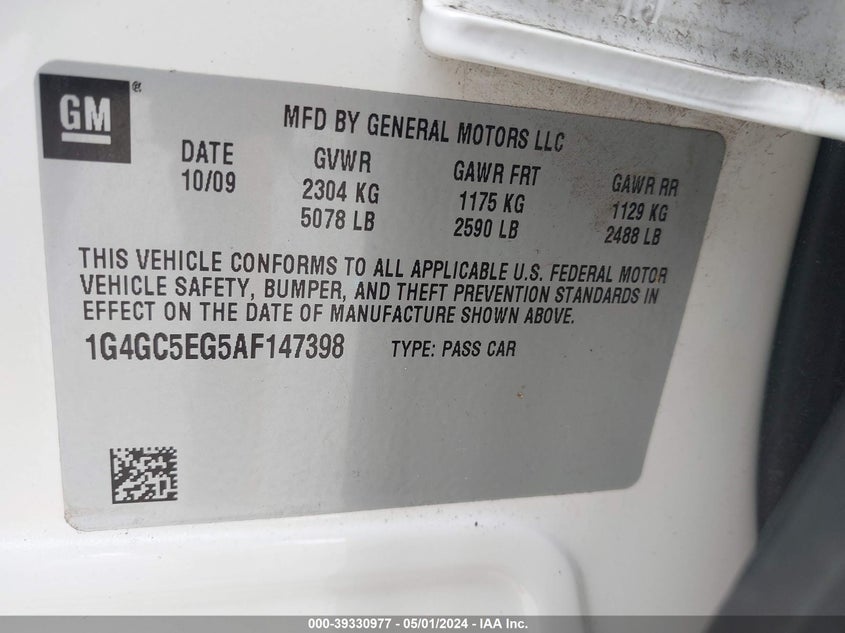 GM®
MFD BY GENERAL MOTORS LLC
DATE GVWR GAWR FRT GAWR RR
10/09 2304 KG 1175 KG 1129 KG
5078 LB 2590 LB 2488 LB
THIS VEHICLE CONFORMS TO ALL APPLICABLE U.S. FEDERAL MOTOR
VEHICLE SAFETY, BUMPER, AND THEFT PREVENTION STANDARDS IN
EFFECT ON THE DATE OF MANUFACTURE SHOWN ABOVE.
1G4GC5EG5AF147398 TYPE: PASS CAR
000-39330977 - 05/01/2024 - IAA Inc.